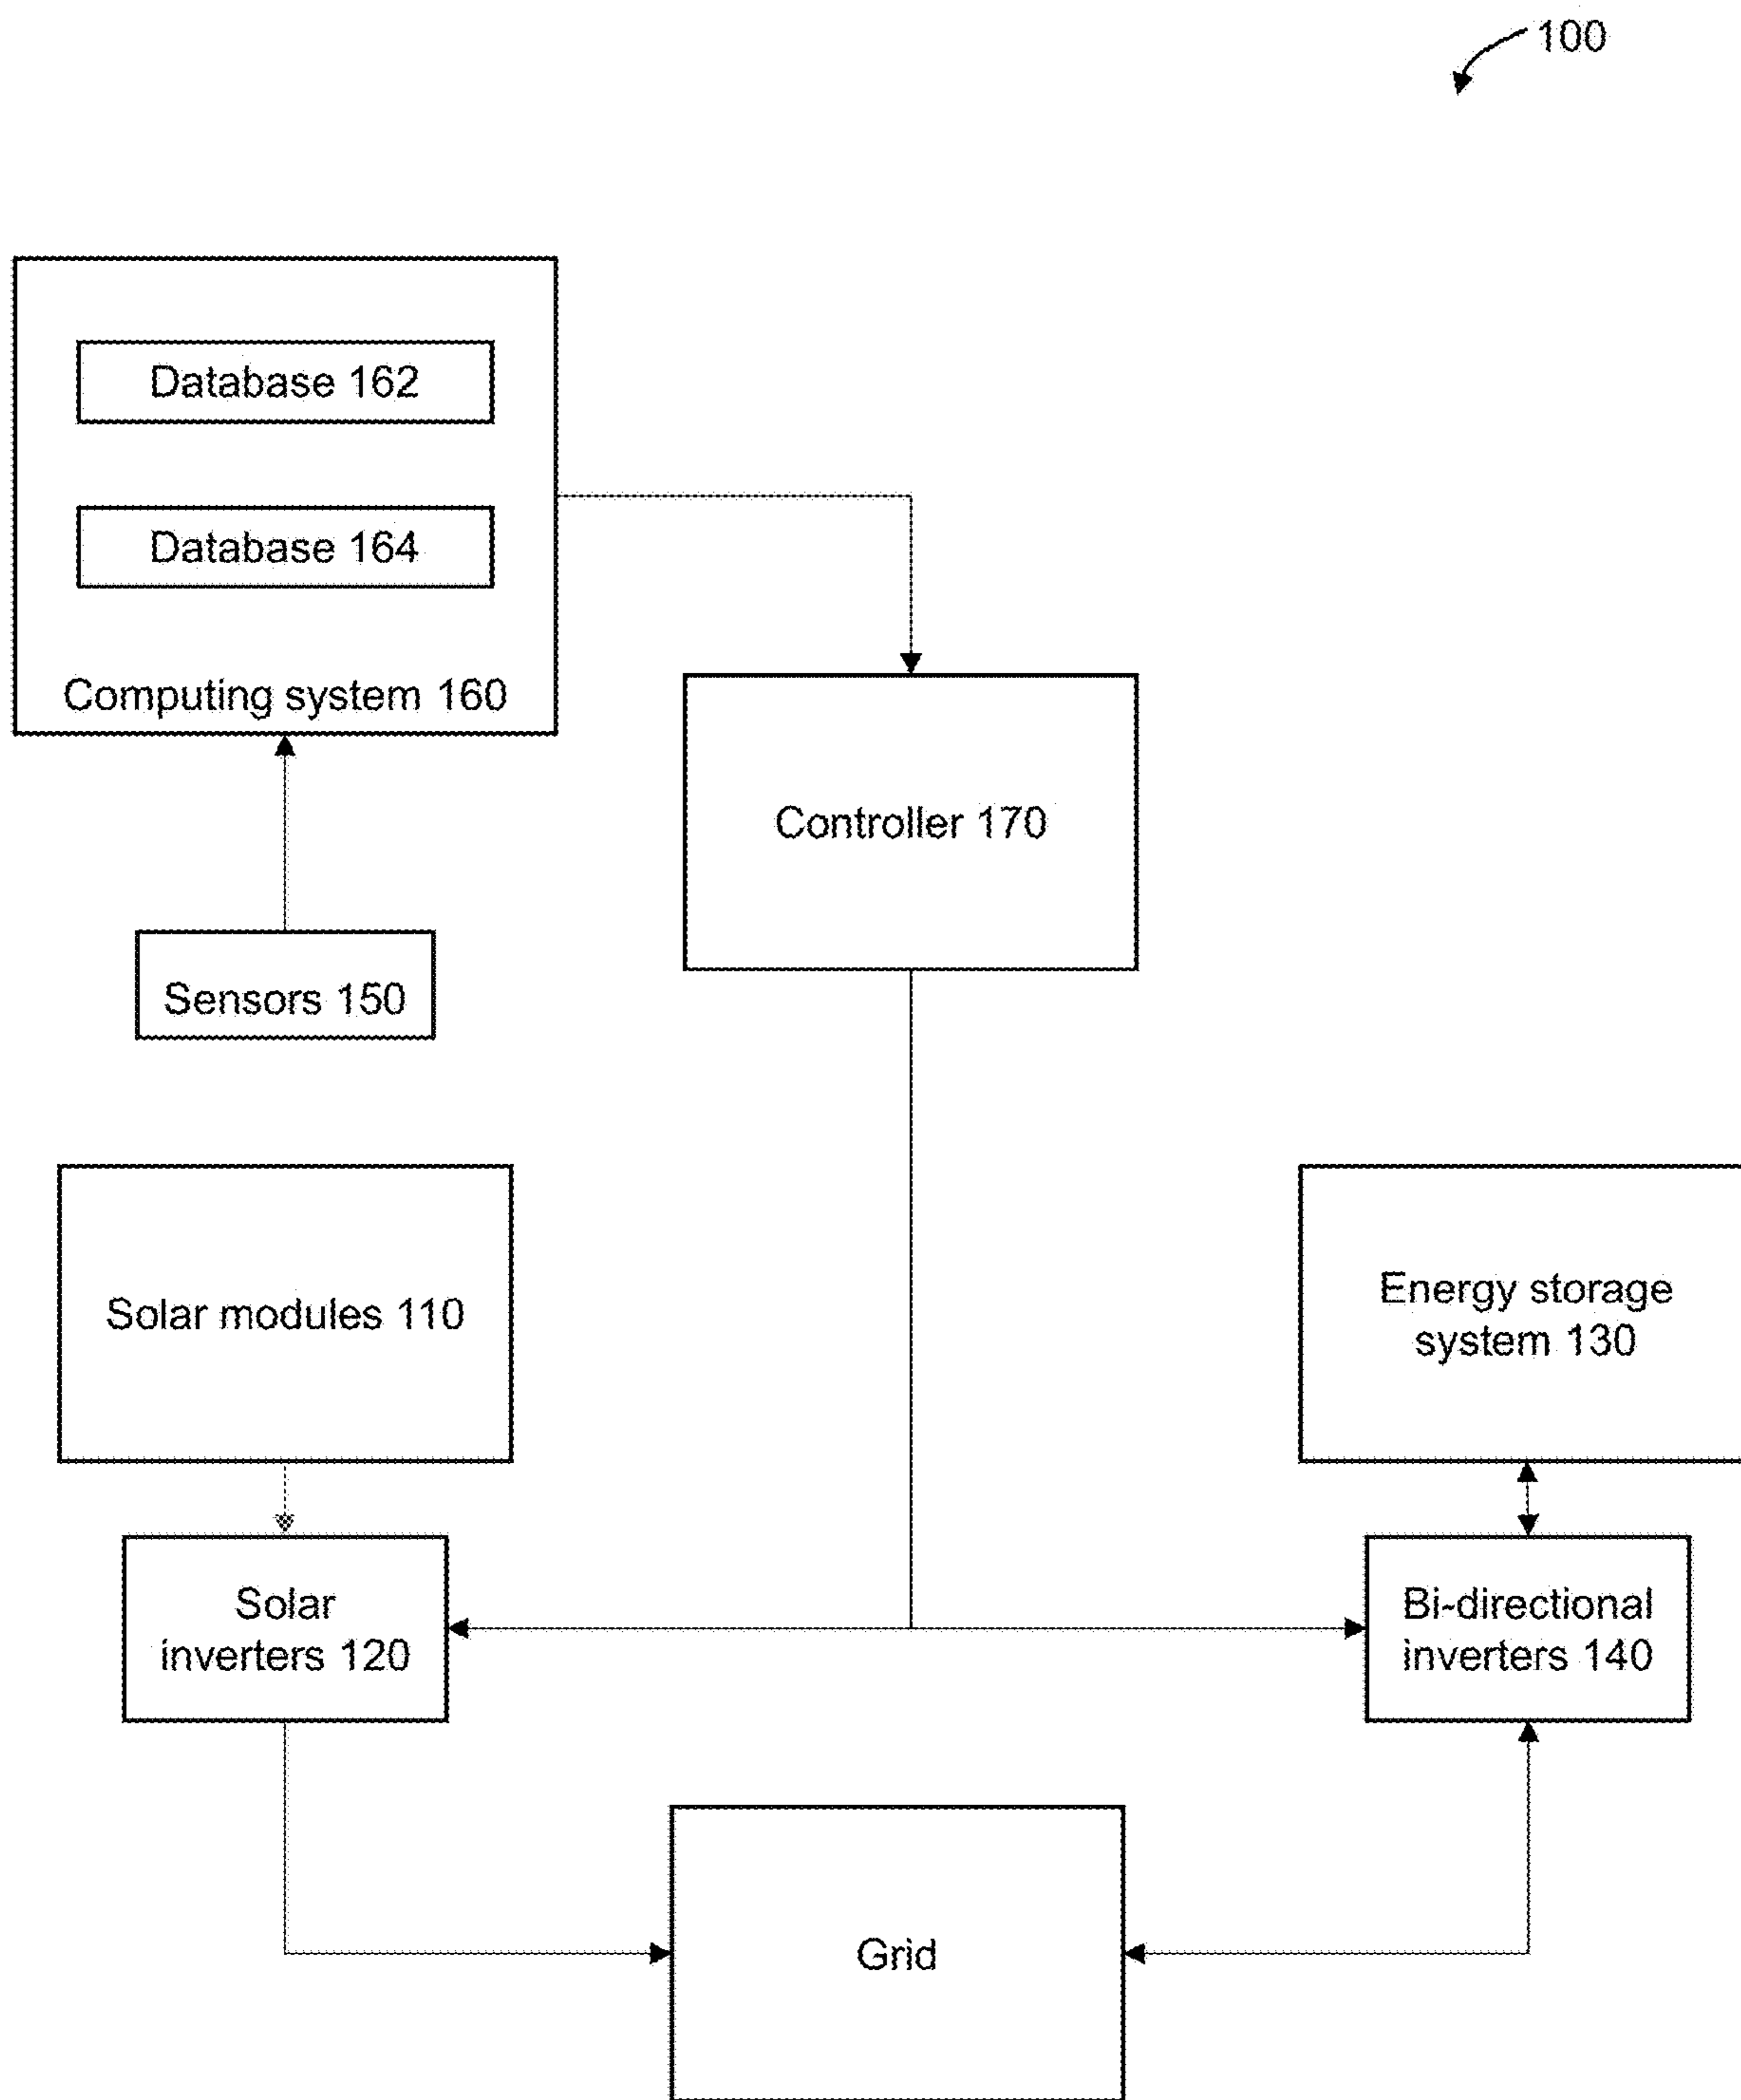 100
Database 162
Database 164
Computing system 160
Controller 170
Sensors 150
Solar modules 110
Energy storage
system 130
Solar
inverters 120
Bi-directional
inverters 140
Grid